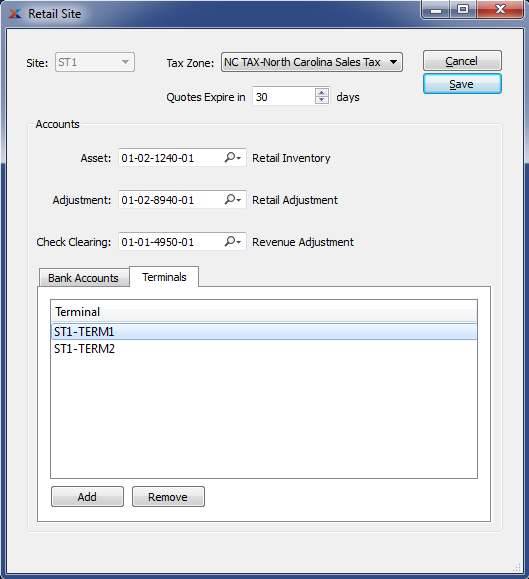 Retail Site
Site: ST1 Tax Zone: NC TAX-North Carolina Sales Tax Cancel
Save
Quotes Expire in 30 days
Accounts
Asset: 01-02-1240-01 Retail Inventory
Adjustment: 01-02-8940-01 Retail Adjustment
Check Clearing: 01-01-4950-01 Revenue Adjustment
Bank Accounts Terminals
Terminal
ST1-TERM1
ST1-TERM2
Add Remove